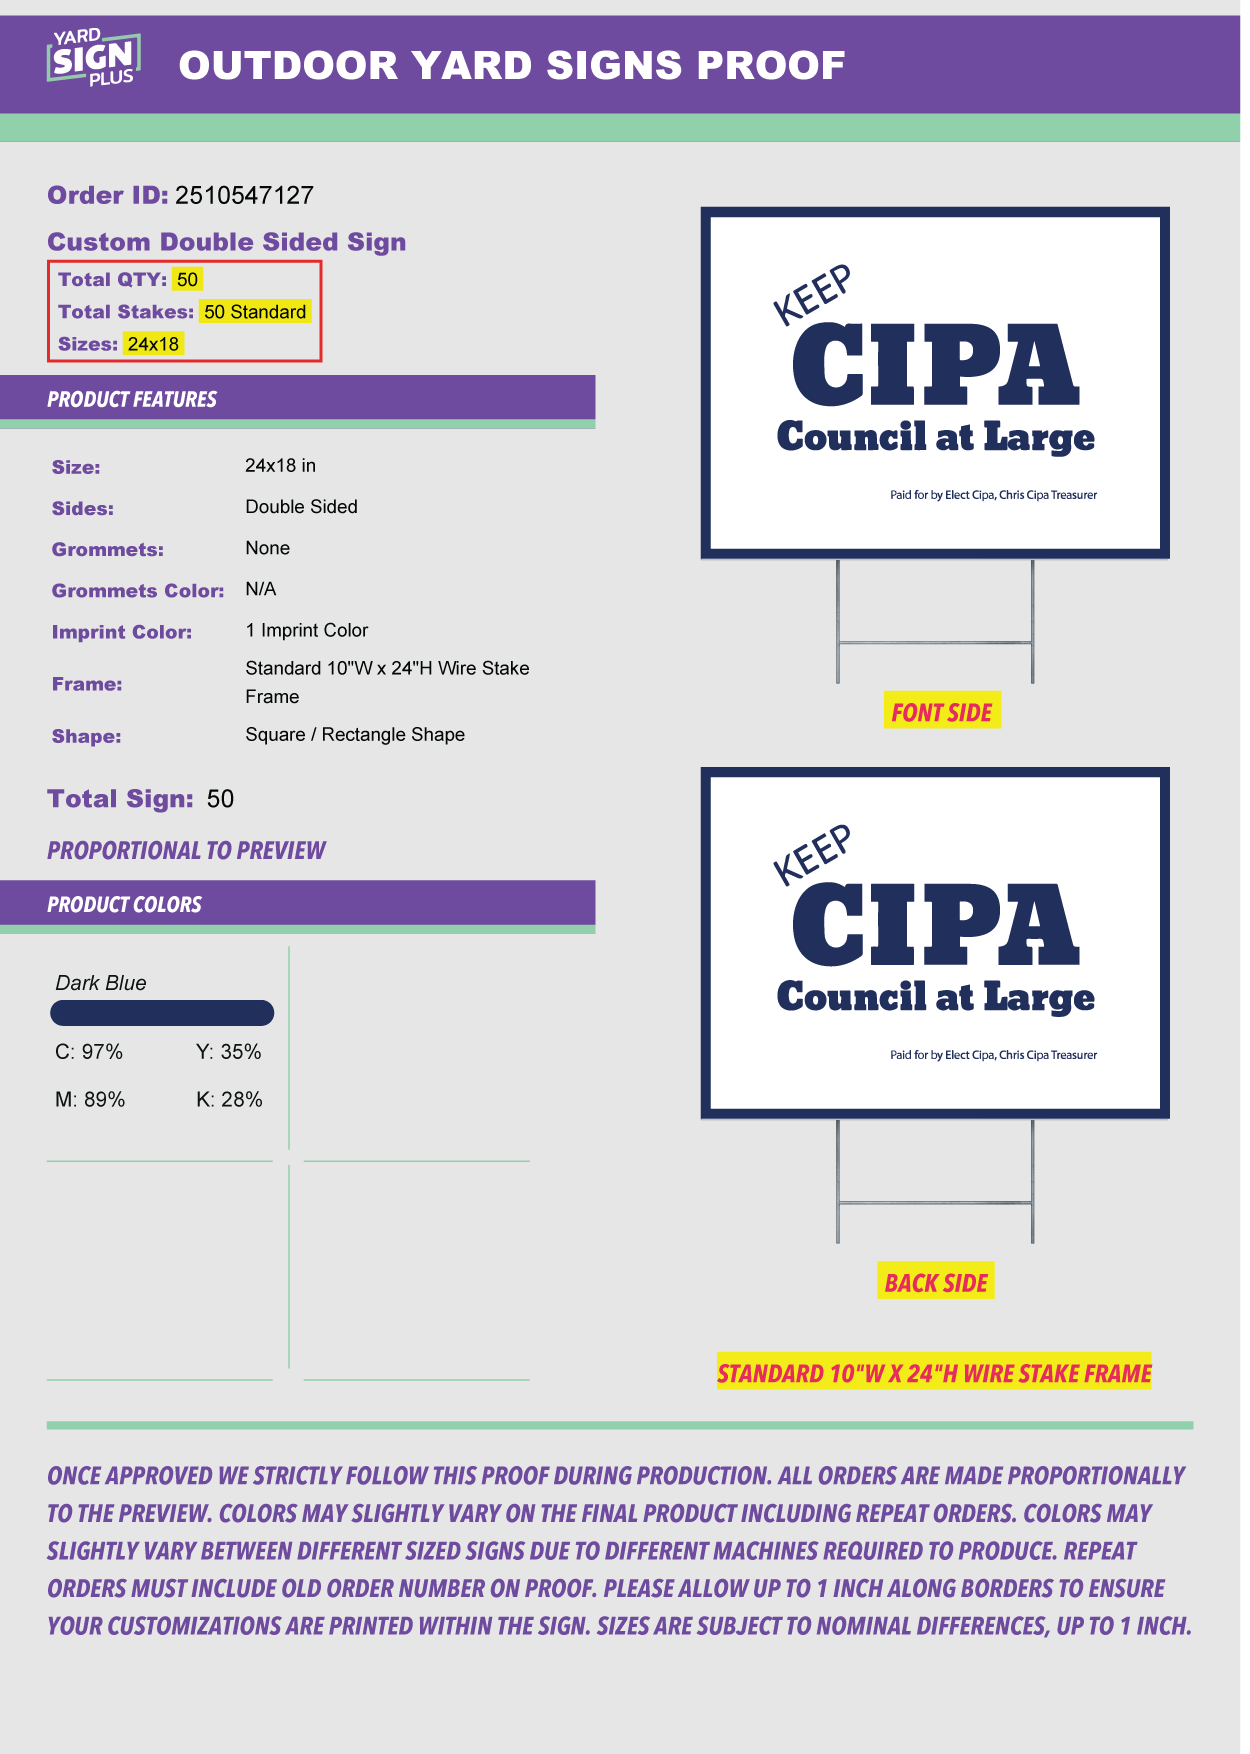 YARD
SIGN
PLUS
OUTDOOR YARD SIGNS PROOF
Order ID: 2510547127
Custom Double Sided Sign
Total QTY: 50
Total Stakes: 50 Standard
Sizes: 24x18
PRODUCT FEATURES
Size: 24x18 in
Sides: Double Sided
Grommets: None
Grommets Color: N/A
Imprint Color: 1 Imprint Color
Frame: Standard 10"W x 24"H Wire Stake
Frame
Shape: Square / Rectangle Shape
Total Sign: 50
PROPORTIONAL TO PREVIEW
PRODUCT COLORS
Dark Blue
C: 97% Y: 35%
M: 89% K: 28%
KEEP
CIPA
Council at Large
Paid for by Elect Cipa, Chris Cipa Treasurer
FONT SIDE
KEEP
CIPA
Council at Large
Paid for by Elect Cipa, Chris Cipa Treasurer
BACK SIDE
STANDARD 10"W X 24"H WIRE STAKE FRAME
ONCE APPROVED WE STRICTLY FOLLOW THIS PROOF DURING PRODUCTION. ALL ORDERS ARE MADE PROPORTIONALLY
TO THE PREVIEW. COLORS MAY SLIGHTLY VARY ON THE FINAL PRODUCT INCLUDING REPEAT ORDERS. COLORS MAY
SLIGHTLY VARY BETWEEN DIFFERENT SIZED SIGNS DUE TO DIFFERENT MACHINES REQUIRED TO PRODUCE. REPEAT
ORDERS MUST INCLUDE OLD ORDER NUMBER ON PROOF. PLEASE ALLOW UP TO 1 INCH ALONG BORDERS TO ENSURE
YOUR CUSTOMIZATIONS ARE PRINTED WITHIN THE SIGN. SIZES ARE SUBJECT TO NOMINAL DIFFERENCES, UP TO 1 INCH.